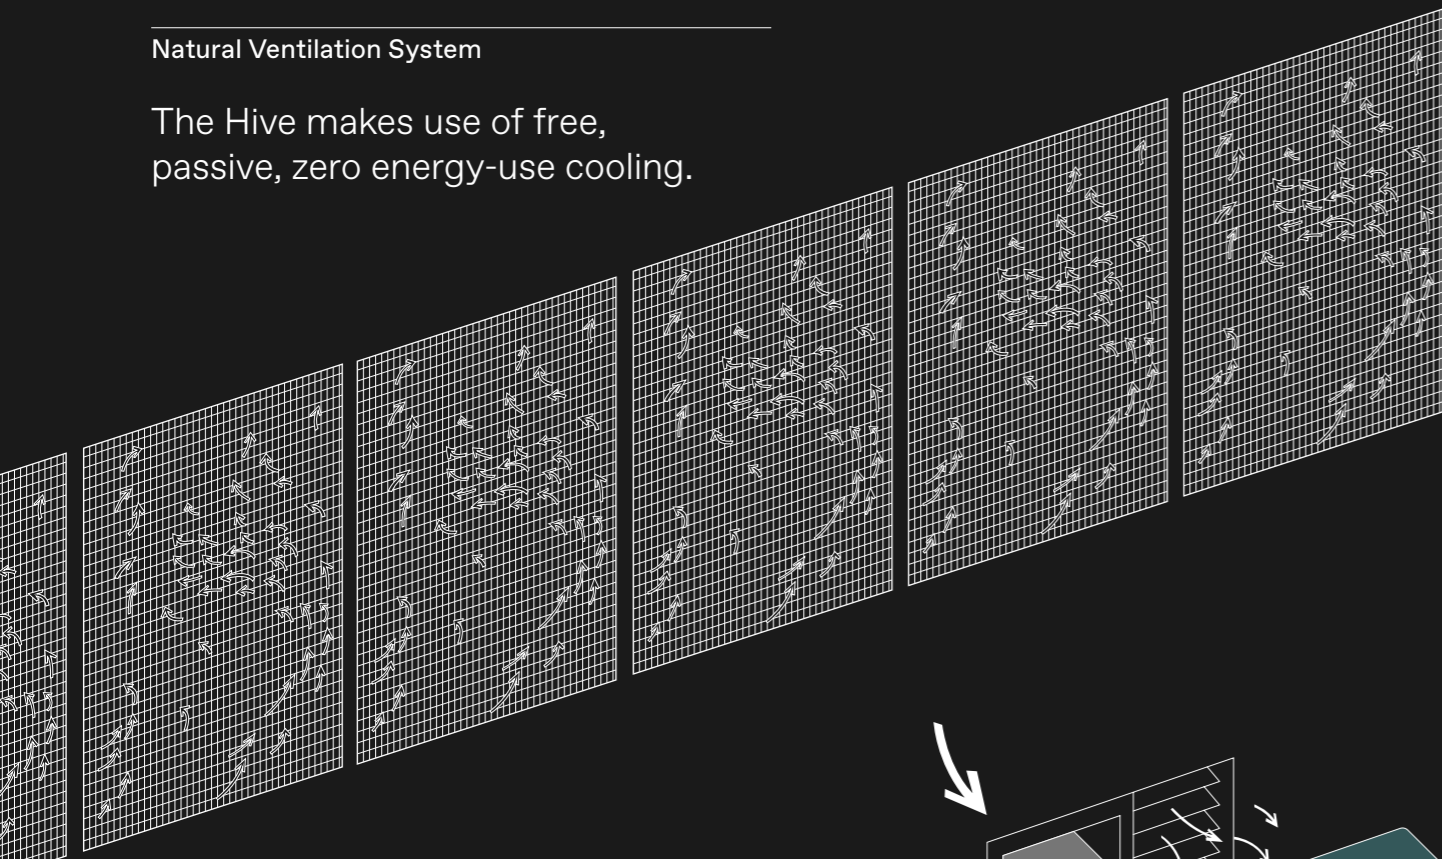 Natural Ventilation System
The Hive makes use of free,
passive, zero energy-use cooling.